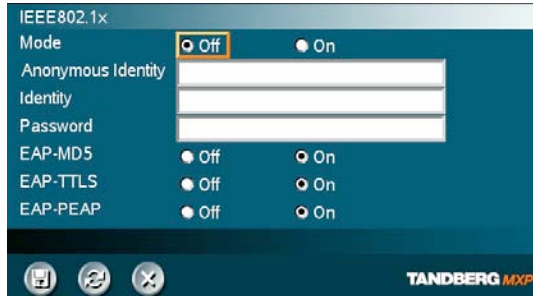 IEEE802.1x
Mode Off On
Anonymous Identity
Identity
Password
EAP-MD5 Off On
EAP-TTLS Off On
EAP-PEAP Off On
TANDBERG MXP